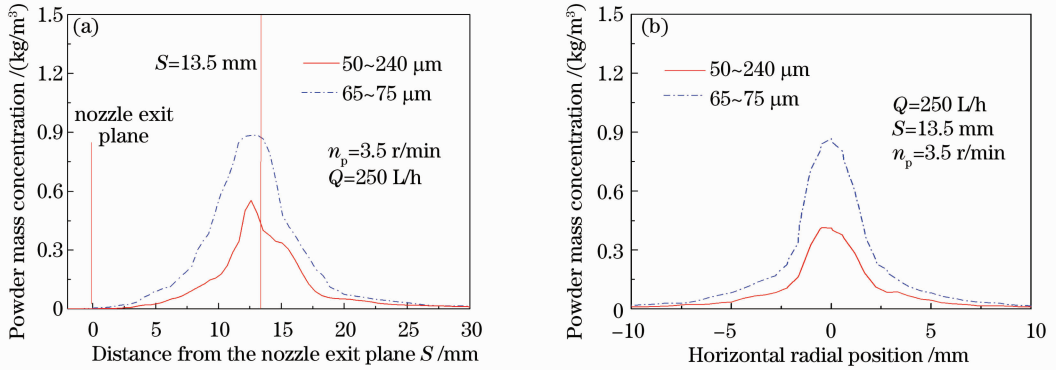 (a)
Powder mass concentration /(kg/m³)
1.5
1.2
0.9
0.6
0.3
0
S=13.5 mm
50~240 μm
65~75 μm
nozzle exit
plane
nₚ=3.5 r/min
Q=250 L/h
0 5 10 15 20 25 30
Distance from the nozzle exit plane S /mm
(b)
Powder mass concentration /(kg/m³)
1.5
1.2
0.9
0.6
0.3
0
50~240 μm
65~75 μm
Q=250 L/h
S=13.5 mm
nₚ=3.5 r/min
−10 −5 0 5 10
Horizontal radial position /mm